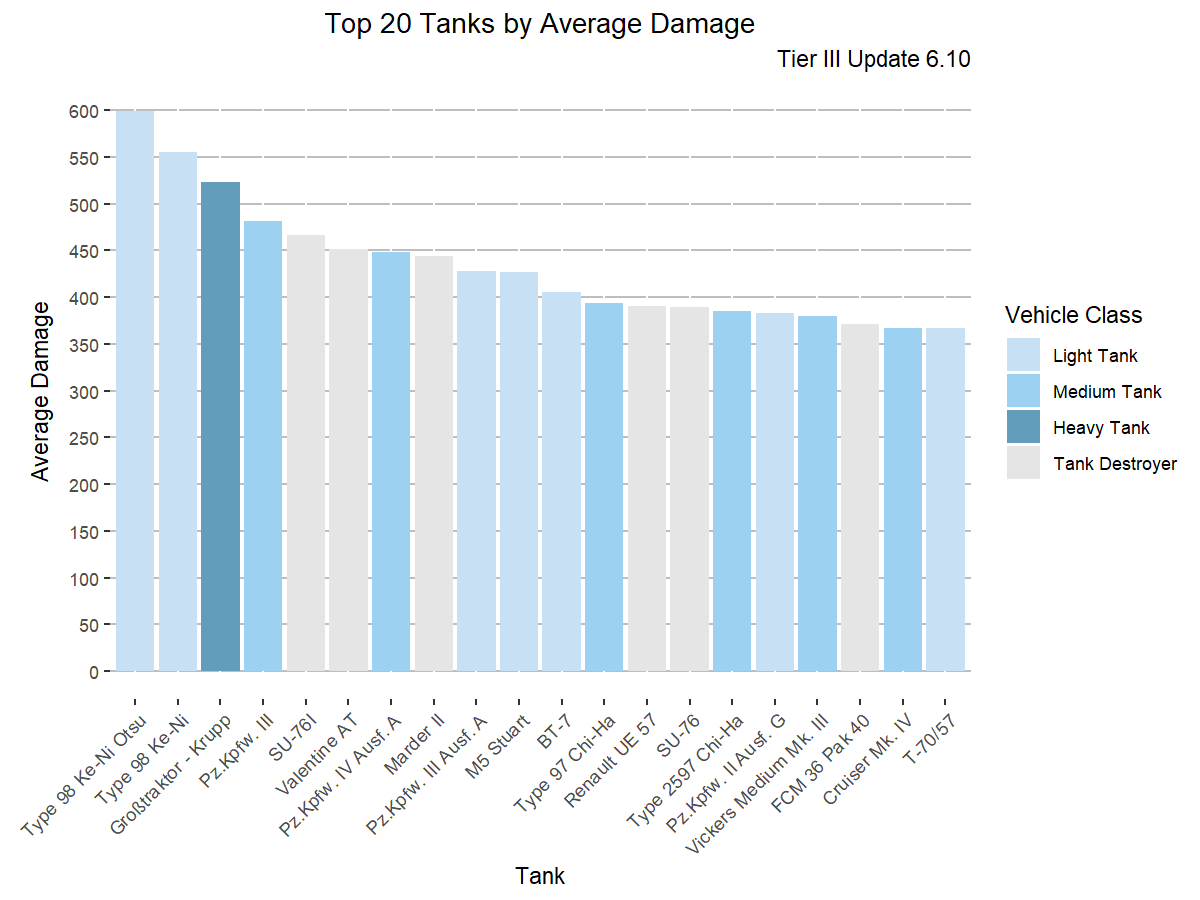 Top 20 Tanks by Average Damage
Tier III Update 6.10
600
550
500
450
400
350
300
250
200
150
100
50
0
Average Damage
Type 98 Ke-Ni Otsu
Type 98 Ke-Ni
Großtraktor - Krupp
Pz.Kpfw. III
SU-76I
Valentine AT
Pz.Kpfw. IV Ausf. A
Marder II
Pz.Kpfw. III Ausf. A
M5 Stuart
BT-7
Type 97 Chi-Ha
Renault UE 57
SU-76
Type 2597 Chi-Ha
Pz.Kpfw. II Ausf. G
Vickers Medium Mk. III
FCM 36 Pak 40
Cruiser Mk. IV
T-70/57
Tank
Vehicle Class
Light Tank
Medium Tank
Heavy Tank
Tank Destroyer